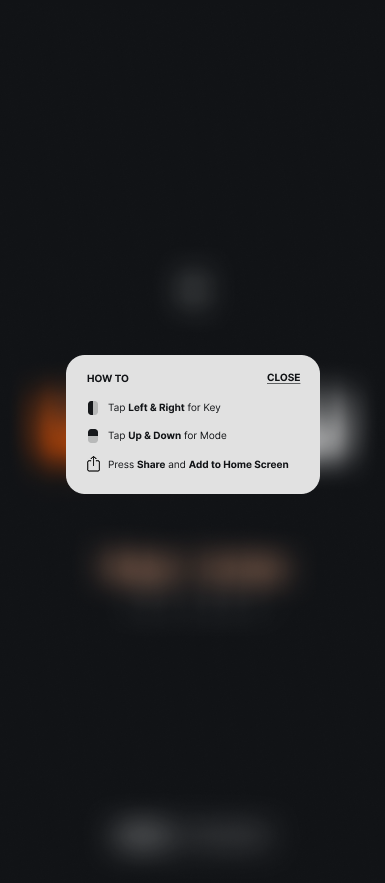 HOW TO
CLOSE
Tap Left & Right for Key
Tap Up & Down for Mode
Press Share and Add to Home Screen